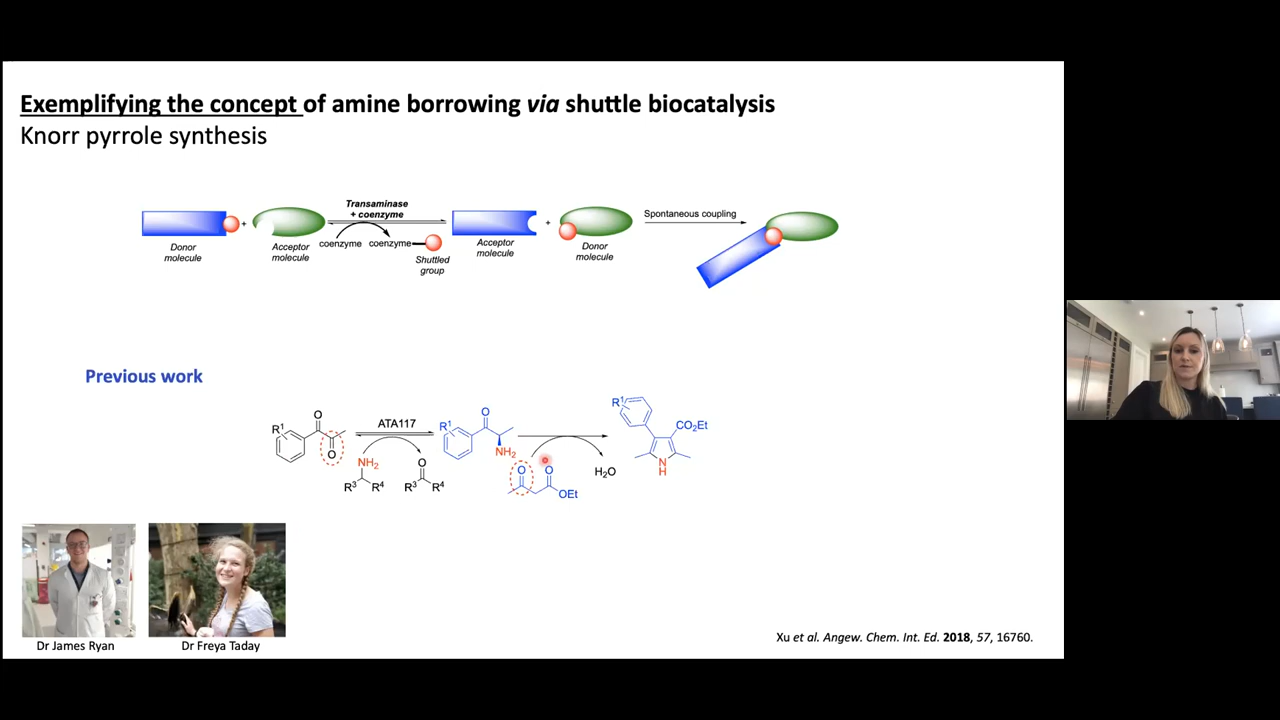 Exemplifying the concept of amine borrowing via shuttle biocatalysis
Knorr pyrrole synthesis
Transaminase
+ coenzyme
Spontaneous coupling
+
+
coenzyme
coenzyme
Donor
molecule
Acceptor
molecule
Shuttled
group
Acceptor
molecule
Donor
molecule
Previous work
R1
O
O
ATA117
NH2
R3
R4
O
R3
R4
R1
O
NH2
O
O
OEt
H2O
R1
CO2Et
N
H
Dr James Ryan
Dr Freya Taday
Xu et al. Angew. Chem. Int. Ed. 2018, 57, 16760.